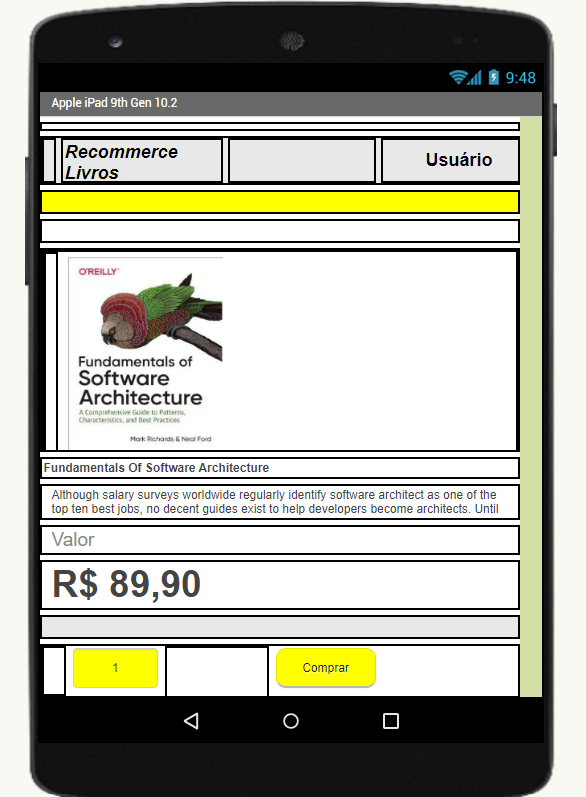 9:48
Apple iPad 9th Gen 10.2
Recommerce
Livros
Usuário
O'REILLY
Fundamentals of
Software
Architecture
A Comprehensive Guide to Patterns,
Characteristics, and Best Practices
Mark Richards & Neal Ford
Fundamentals Of Software Architecture
Although salary surveys worldwide regularly identify software architect as one of the
top ten best jobs, no decent guides exist to help developers become architects. Until
Valor
R$ 89,90
1
Comprar